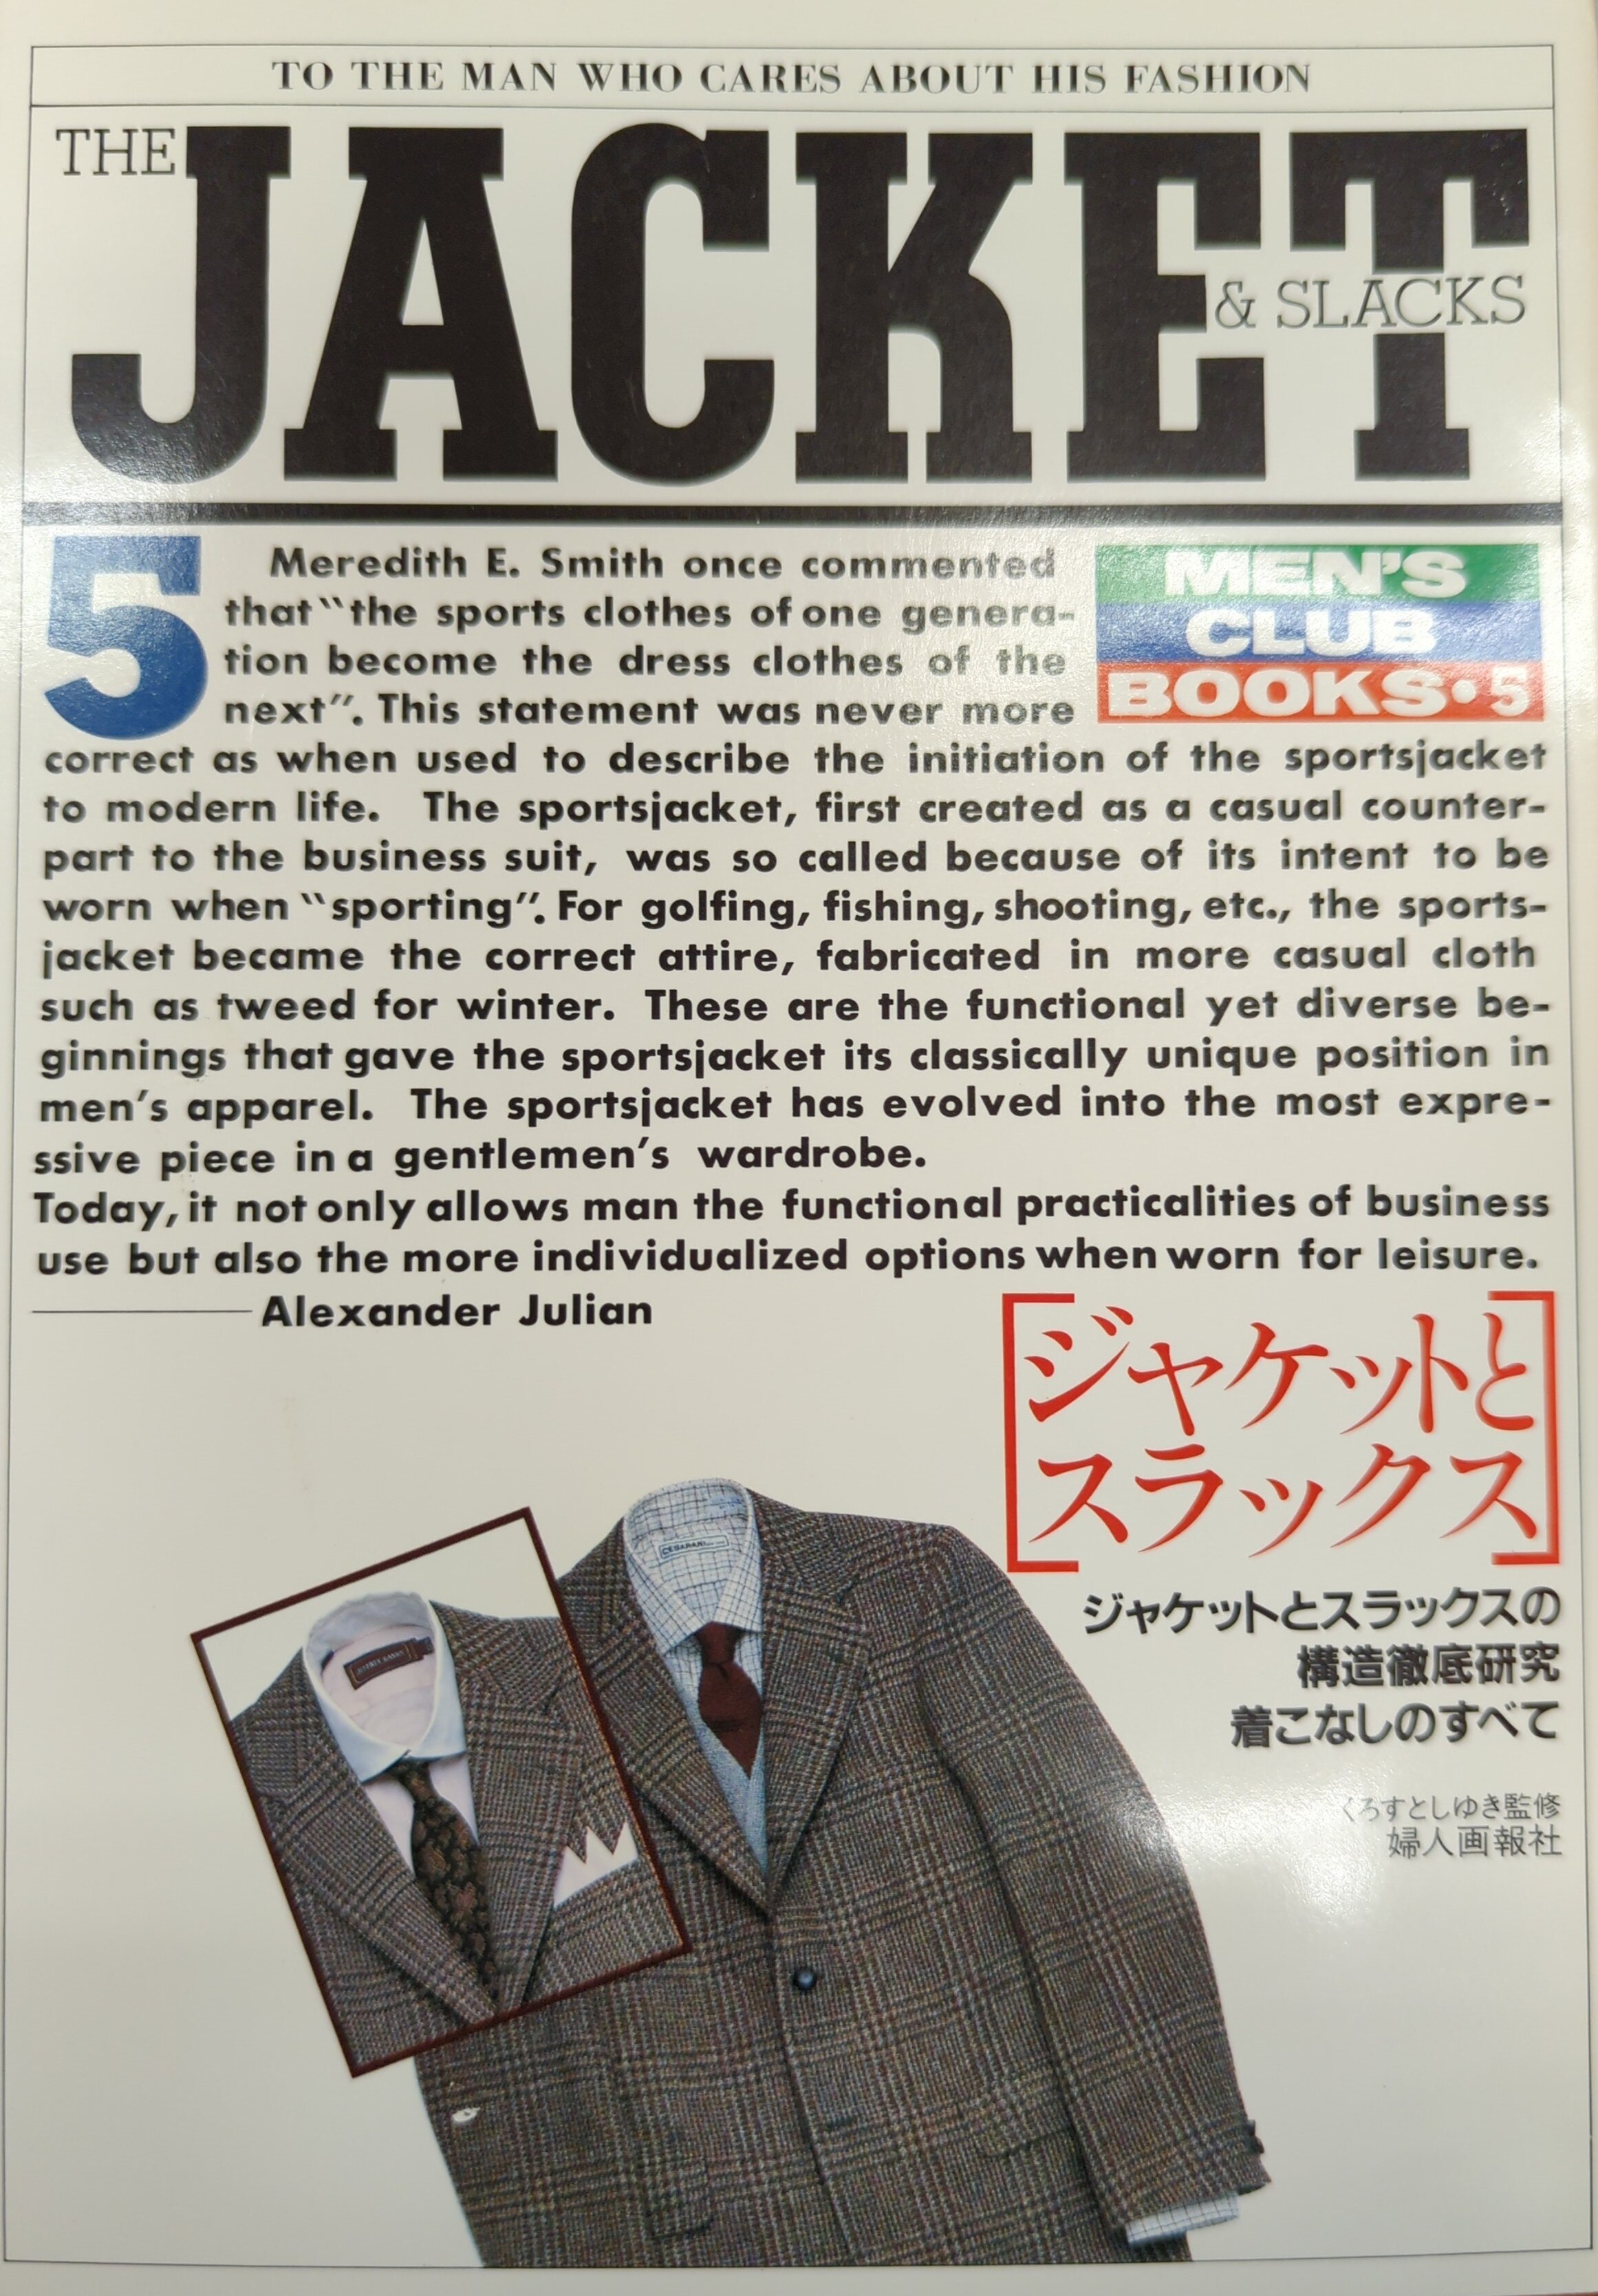 TO THE MAN WHO CARES ABOUT HIS FASHION
THE JACKET
& SLACKS
5
MEN'S
CLUB
BOOKS・5
Meredith E. Smith once commented
that "the sports clothes of one genera-
tion become the dress clothes of the
next". This statement was never more
correct as when used to describe the initiation of the sportsjacket
to modern life. The sportsjacket, first created as a casual counter-
part to the business suit, was so called because of its intent to be
worn when "sporting". For golfing, fishing, shooting, etc., the sports-
jacket became the correct attire, fabricated in more casual cloth
such as tweed for winter. These are the functional yet diverse be-
ginnings that gave the sportsjacket its classically unique position in
men's apparel. The sportsjacket has evolved into the most expre-
ssive piece in a gentlemen's wardrobe.
Today, it not only allows man the functional practicalities of business
use but also the more individualized options when worn for leisure.
Alexander Julian
[ジャケットと
スラックス]
ジャケットとスラックスの
構造徹底研究
着こなしのすべて
くろすとしゆき監修
婦人画報社